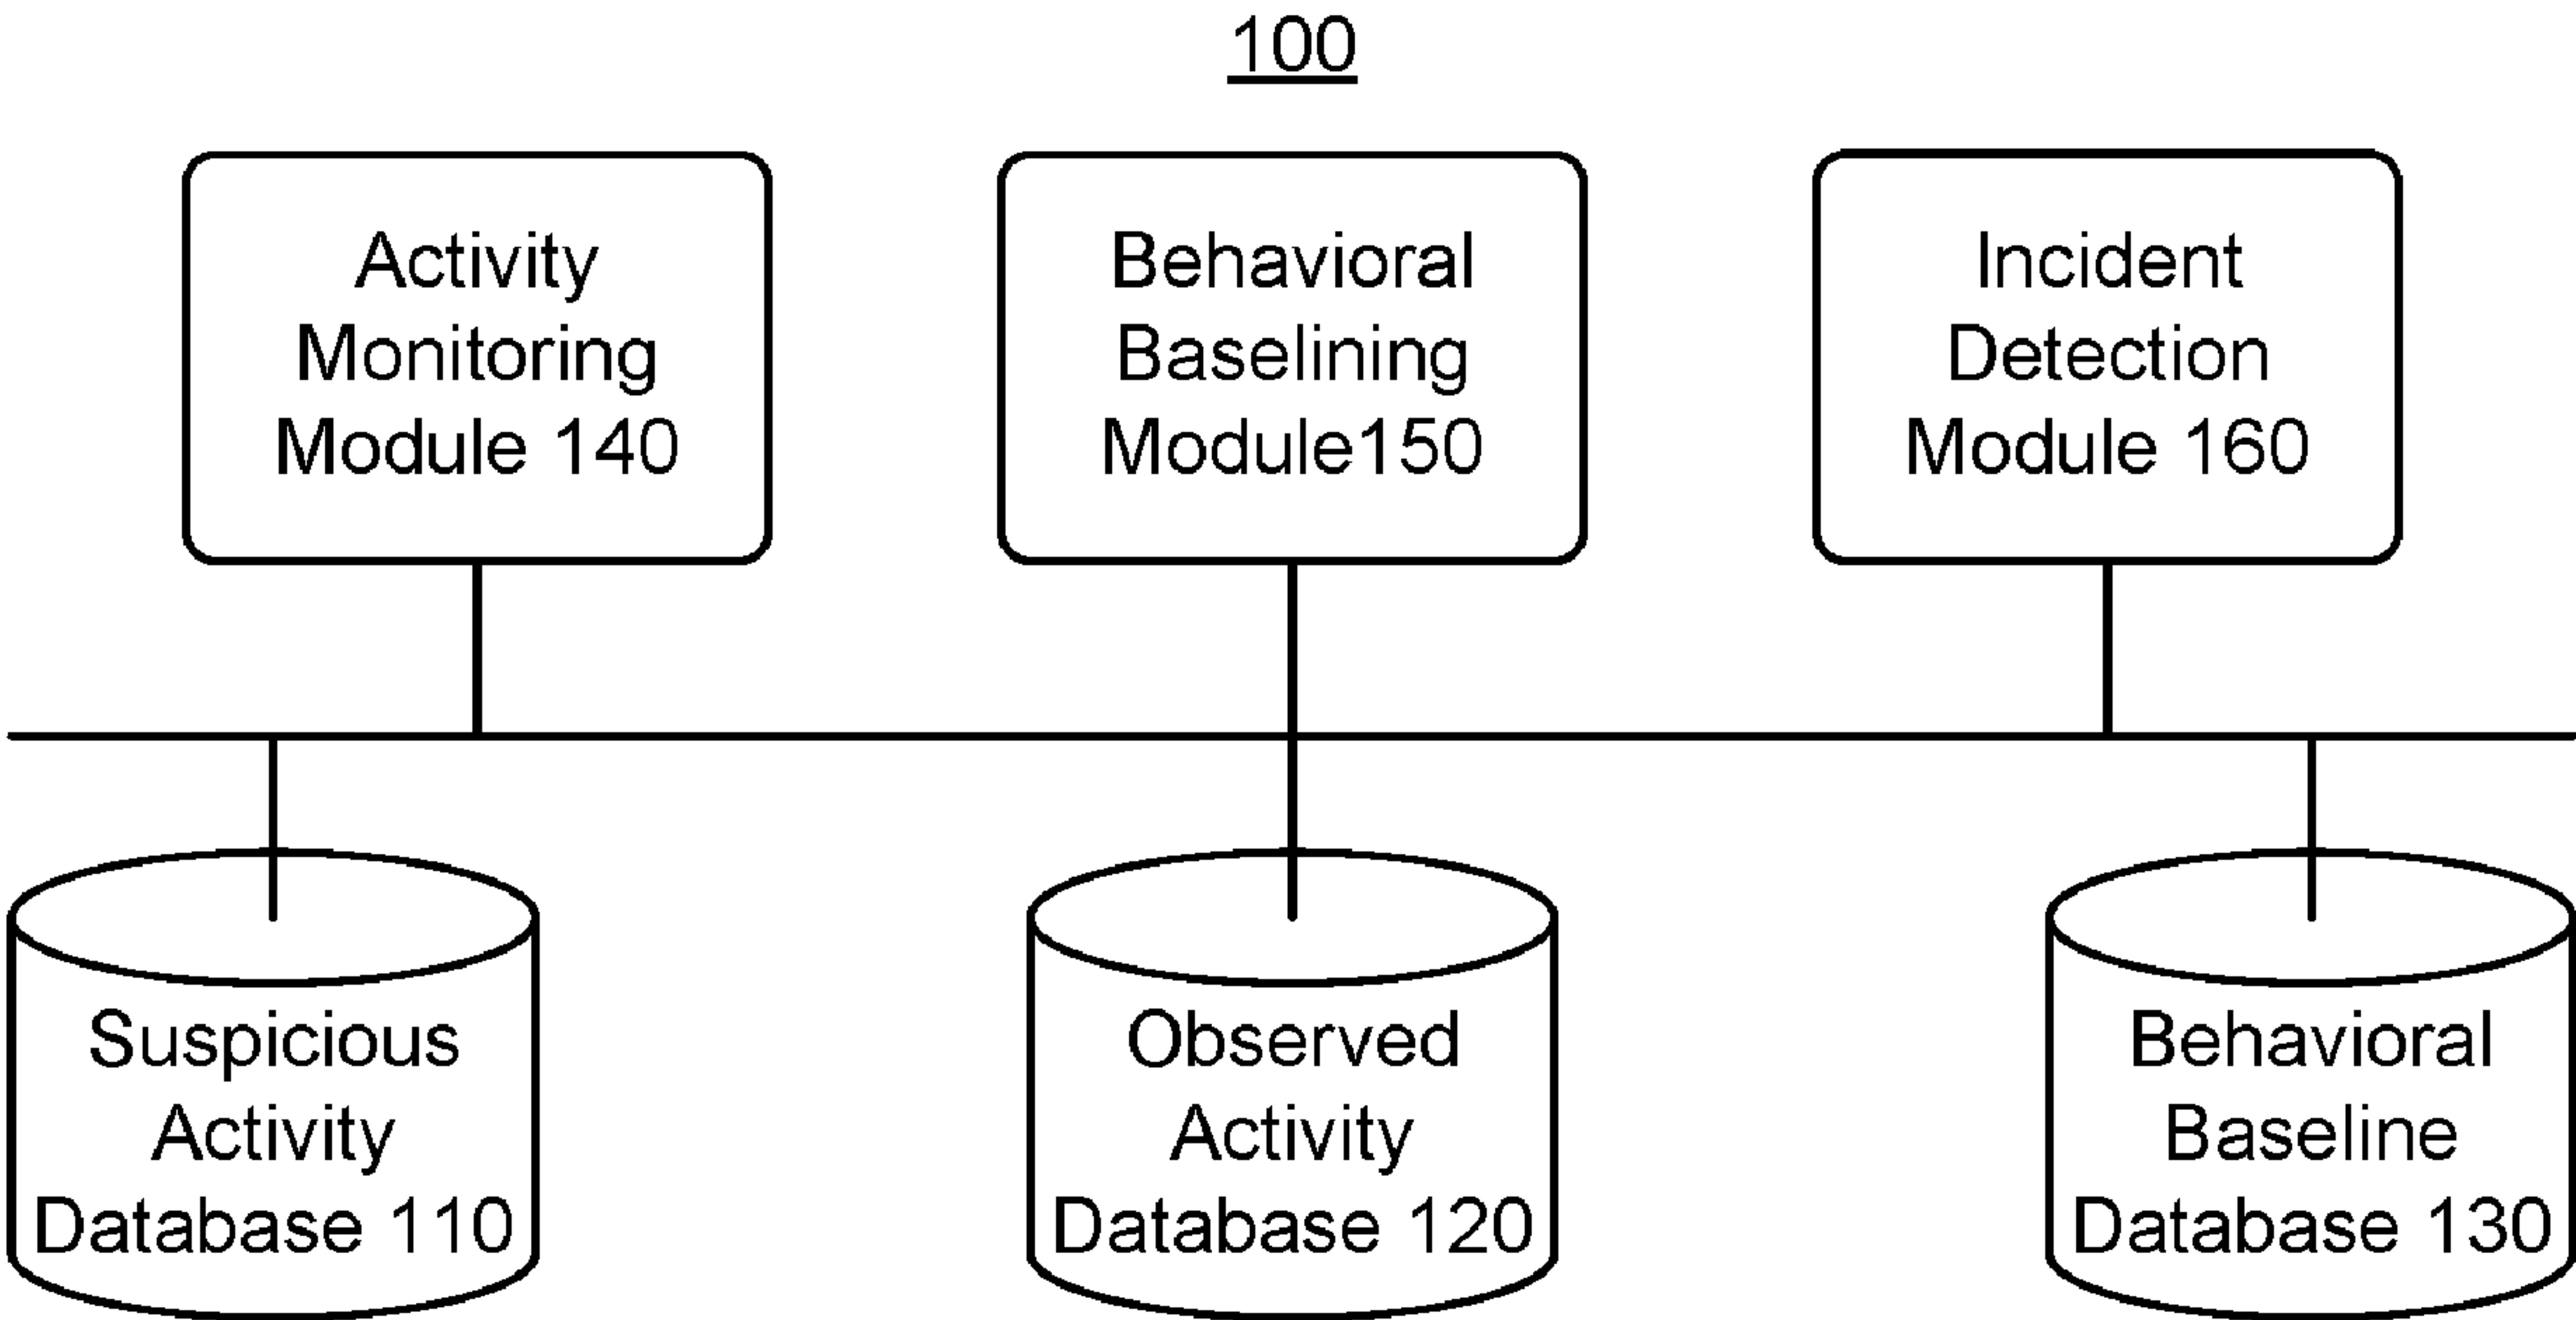 100
Activity
Monitoring
Module 140
Behavioral
Baselining
Module150
Incident
Detection
Module 160
Suspicious
Activity
Database 110
Observed
Activity
Database 120
Behavioral
Baseline
Database 130